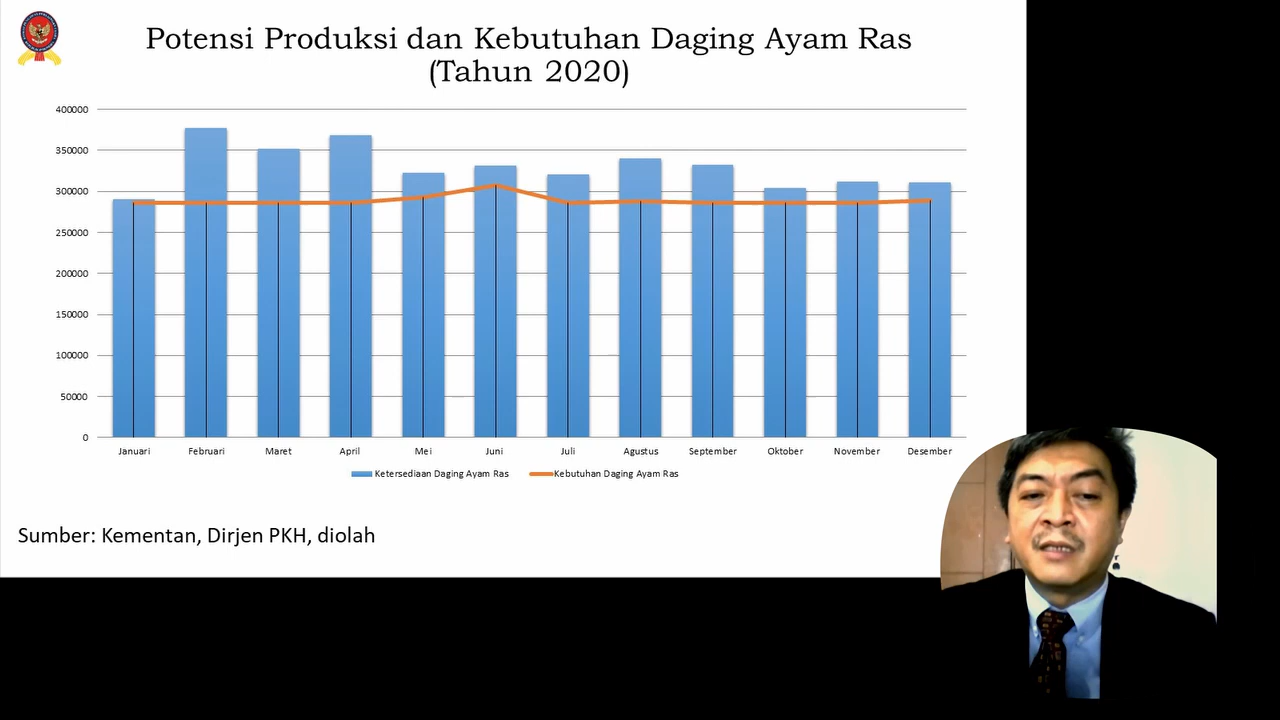 Potensi Produksi dan Kebutuhan Daging Ayam Ras
(Tahun 2020)
400000
350000
300000
250000
200000
150000
100000
50000
0
Januari Februari Maret April Mei Juni Juli Agustus September Oktober November Desember
Ketersediaan Daging Ayam Ras Kebutuhan Daging Ayam Ras
Sumber: Kementan, Dirjen PKH, diolah